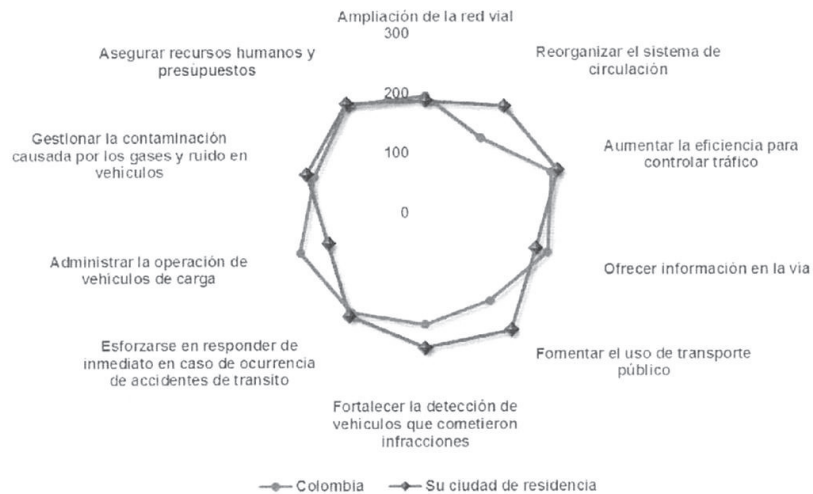 Ampliación de la red vial
300
200
100
0
Reorganizar el sistema de
circulación
Aumentar la eficiencia para
controlar tráfico
Ofrecer información en la via
Fomentar el uso de transporte
público
Fortalecer la detección de
vehiculos que cometieron
infracciones
Esforzarse en responder de
inmediato en caso de ocurrencia
de accidentes de transito
Administrar la operación de
vehiculos de carga
Gestionar la contaminación
causada por los gases y ruido en
vehiculos
Asegurar recursos humanos y
presupuestos
Colombia
Su ciudad de residencia